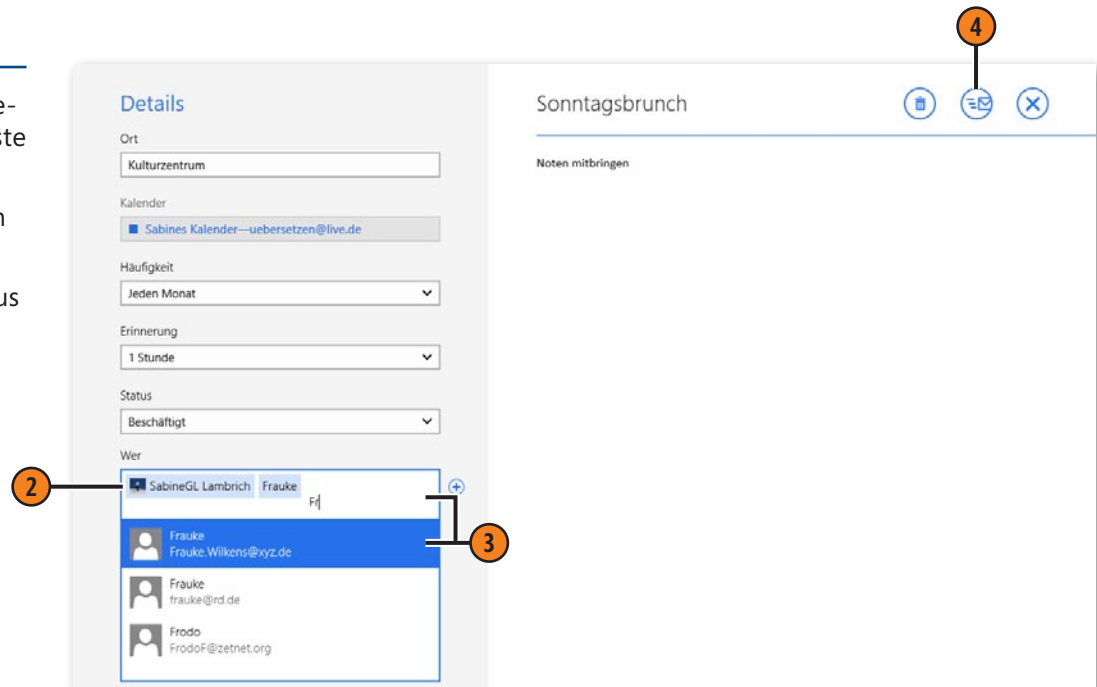 e-
ste
n
us
4
Details
Ort
Kulturzentrum
Kalender
Sabines Kalender—uebersetzen@live.de
Häufigkeit
Jeden Monat
Erinnerung
1 Stunde
Status
Beschäftigt
Wer
2
SabineGL Lambrich Frauke
Fr
3
Frauke
Frauke.Wilkens@xyz.de
Frauke
frauke@rd.de
Frodo
FrodoF@zetnet.org
Sonntagsbrunch
Noten mitbringen